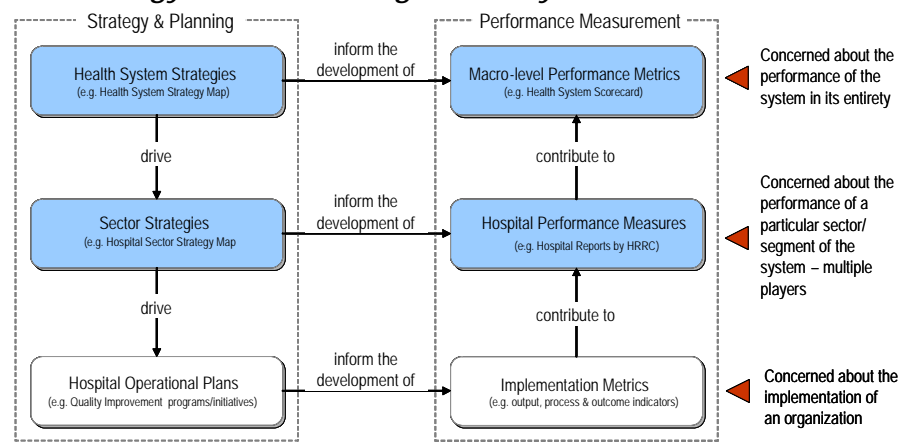 Strategy & Planning
Performance Measurement
Health System Strategies
(e.g. Health System Strategy Map)
inform the
development of
Macro-level Performance Metrics
(e.g. Health System Scorecard)
Concerned about the
performance of the
system in its entirety
drive
contribute to
Sector Strategies
(e.g. Hospital Sector Strategy Map
inform the
development of
Hospital Performance Measures
(e.g. Hospital Reports by HRRC)
Concerned about the
performance of a
particular sector/
segment of the
system – multiple
players
drive
contribute to
Hospital Operational Plans
(e.g. Quality Improvement programs/initiatives)
inform the
development of
Implementation Metrics
(e.g. output, process & outcome indicators)
Concerned about the
implementation of
an organization